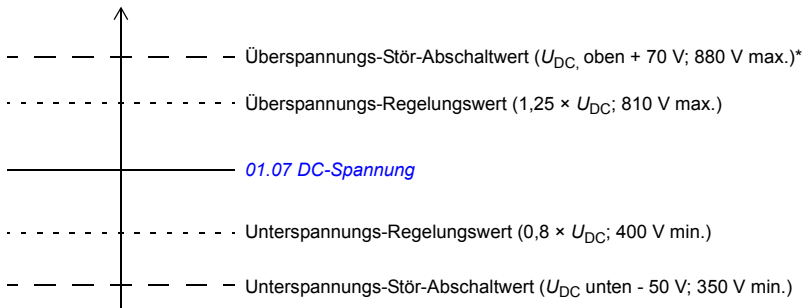 Überspannungs-Stör-Abschaltwert (UDC, oben + 70 V; 880 V max.)*
Überspannungs-Regelungswert (1,25 × UDC; 810 V max.)
01.07 DC-Spannung
Unterspannungs-Regelungswert (0,8 × UDC; 400 V min.)
Unterspannungs-Stör-Abschaltwert (UDC unten - 50 V; 350 V min.)